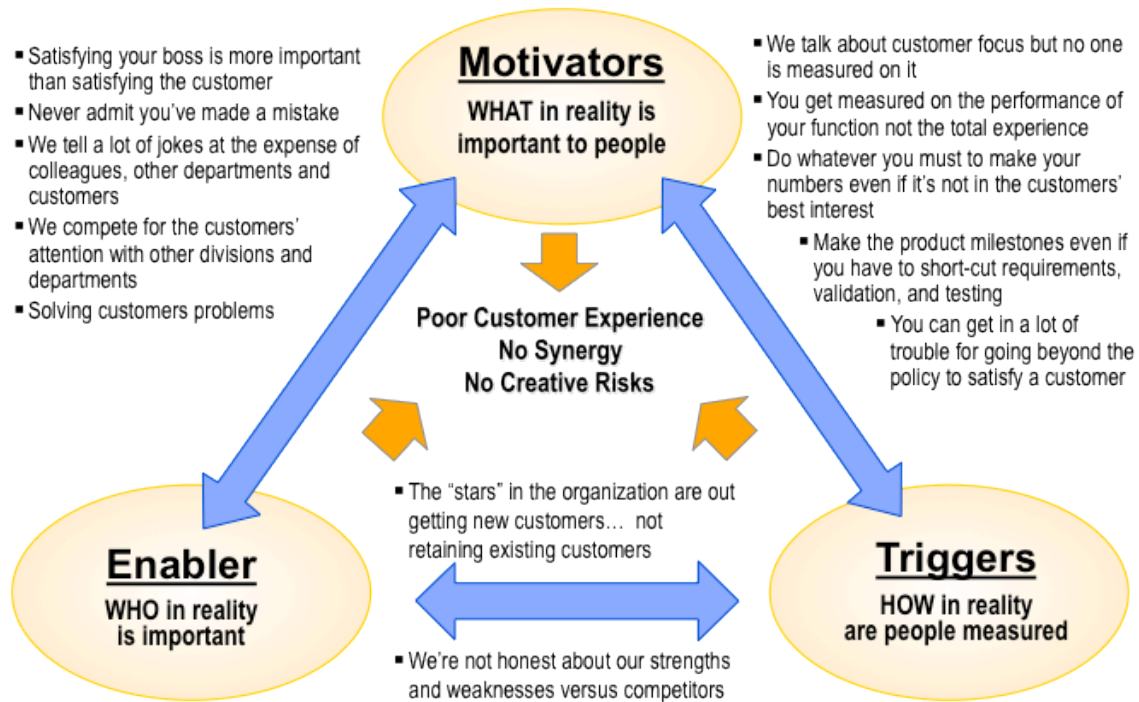 ▪ Satisfying your boss is more important
than satisfying the customer
▪ Never admit you've made a mistake
▪ We tell a lot of jokes at the expense of
colleagues, other departments and
customers
▪ We compete for the customers'
attention with other divisions and
departments
▪ Solving customers problems
Motivators
WHAT in reality is
important to people
▪ We talk about customer focus but no one
is measured on it
▪ You get measured on the performance of
your function not the total experience
▪ Do whatever you must to make your
numbers even if it's not in the customers'
best interest
▪ Make the product milestones even if
you have to short-cut requirements,
validation, and testing
▪ You can get in a lot of
trouble for going beyond the
policy to satisfy a customer
Poor Customer Experience
No Synergy
No Creative Risks
▪ The “stars” in the organization are out
getting new customers… not
retaining existing customers
Enabler
WHO in reality
is important
Triggers
HOW in reality
are people measured
▪ We're not honest about our strengths
and weaknesses versus competitors